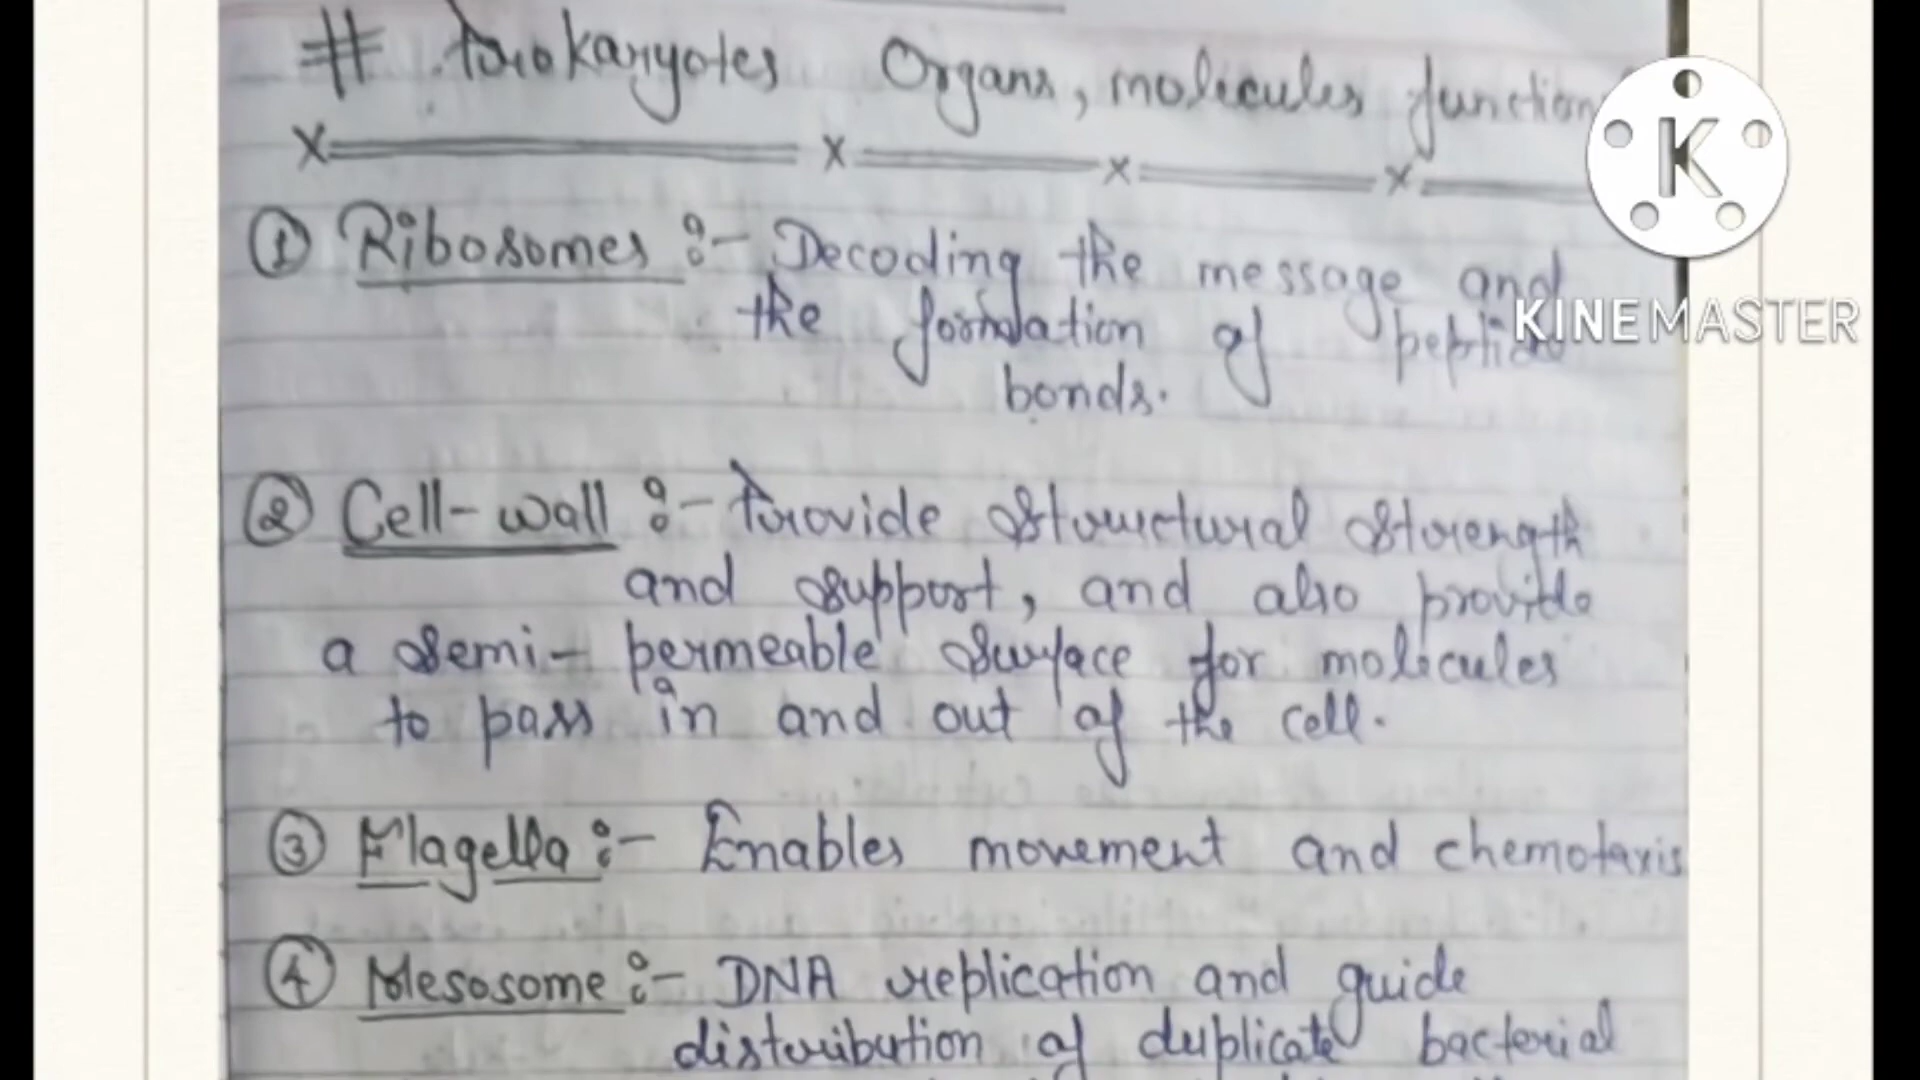 # Prokaryotes Organs, molecules function
① Ribosomes :- Decoding the message and
the formation of peptide
bonds.
② Cell-wall :- Provide structural strength
and support, and also provide
a semi-permeable surface for molecules
to pass in and out of the cell.
③ Flagella :- Enables movement and chemotaxis
④ Mesosome :- DNA replication and guide
distribution of duplicate bacterial
K
KINEMASTER